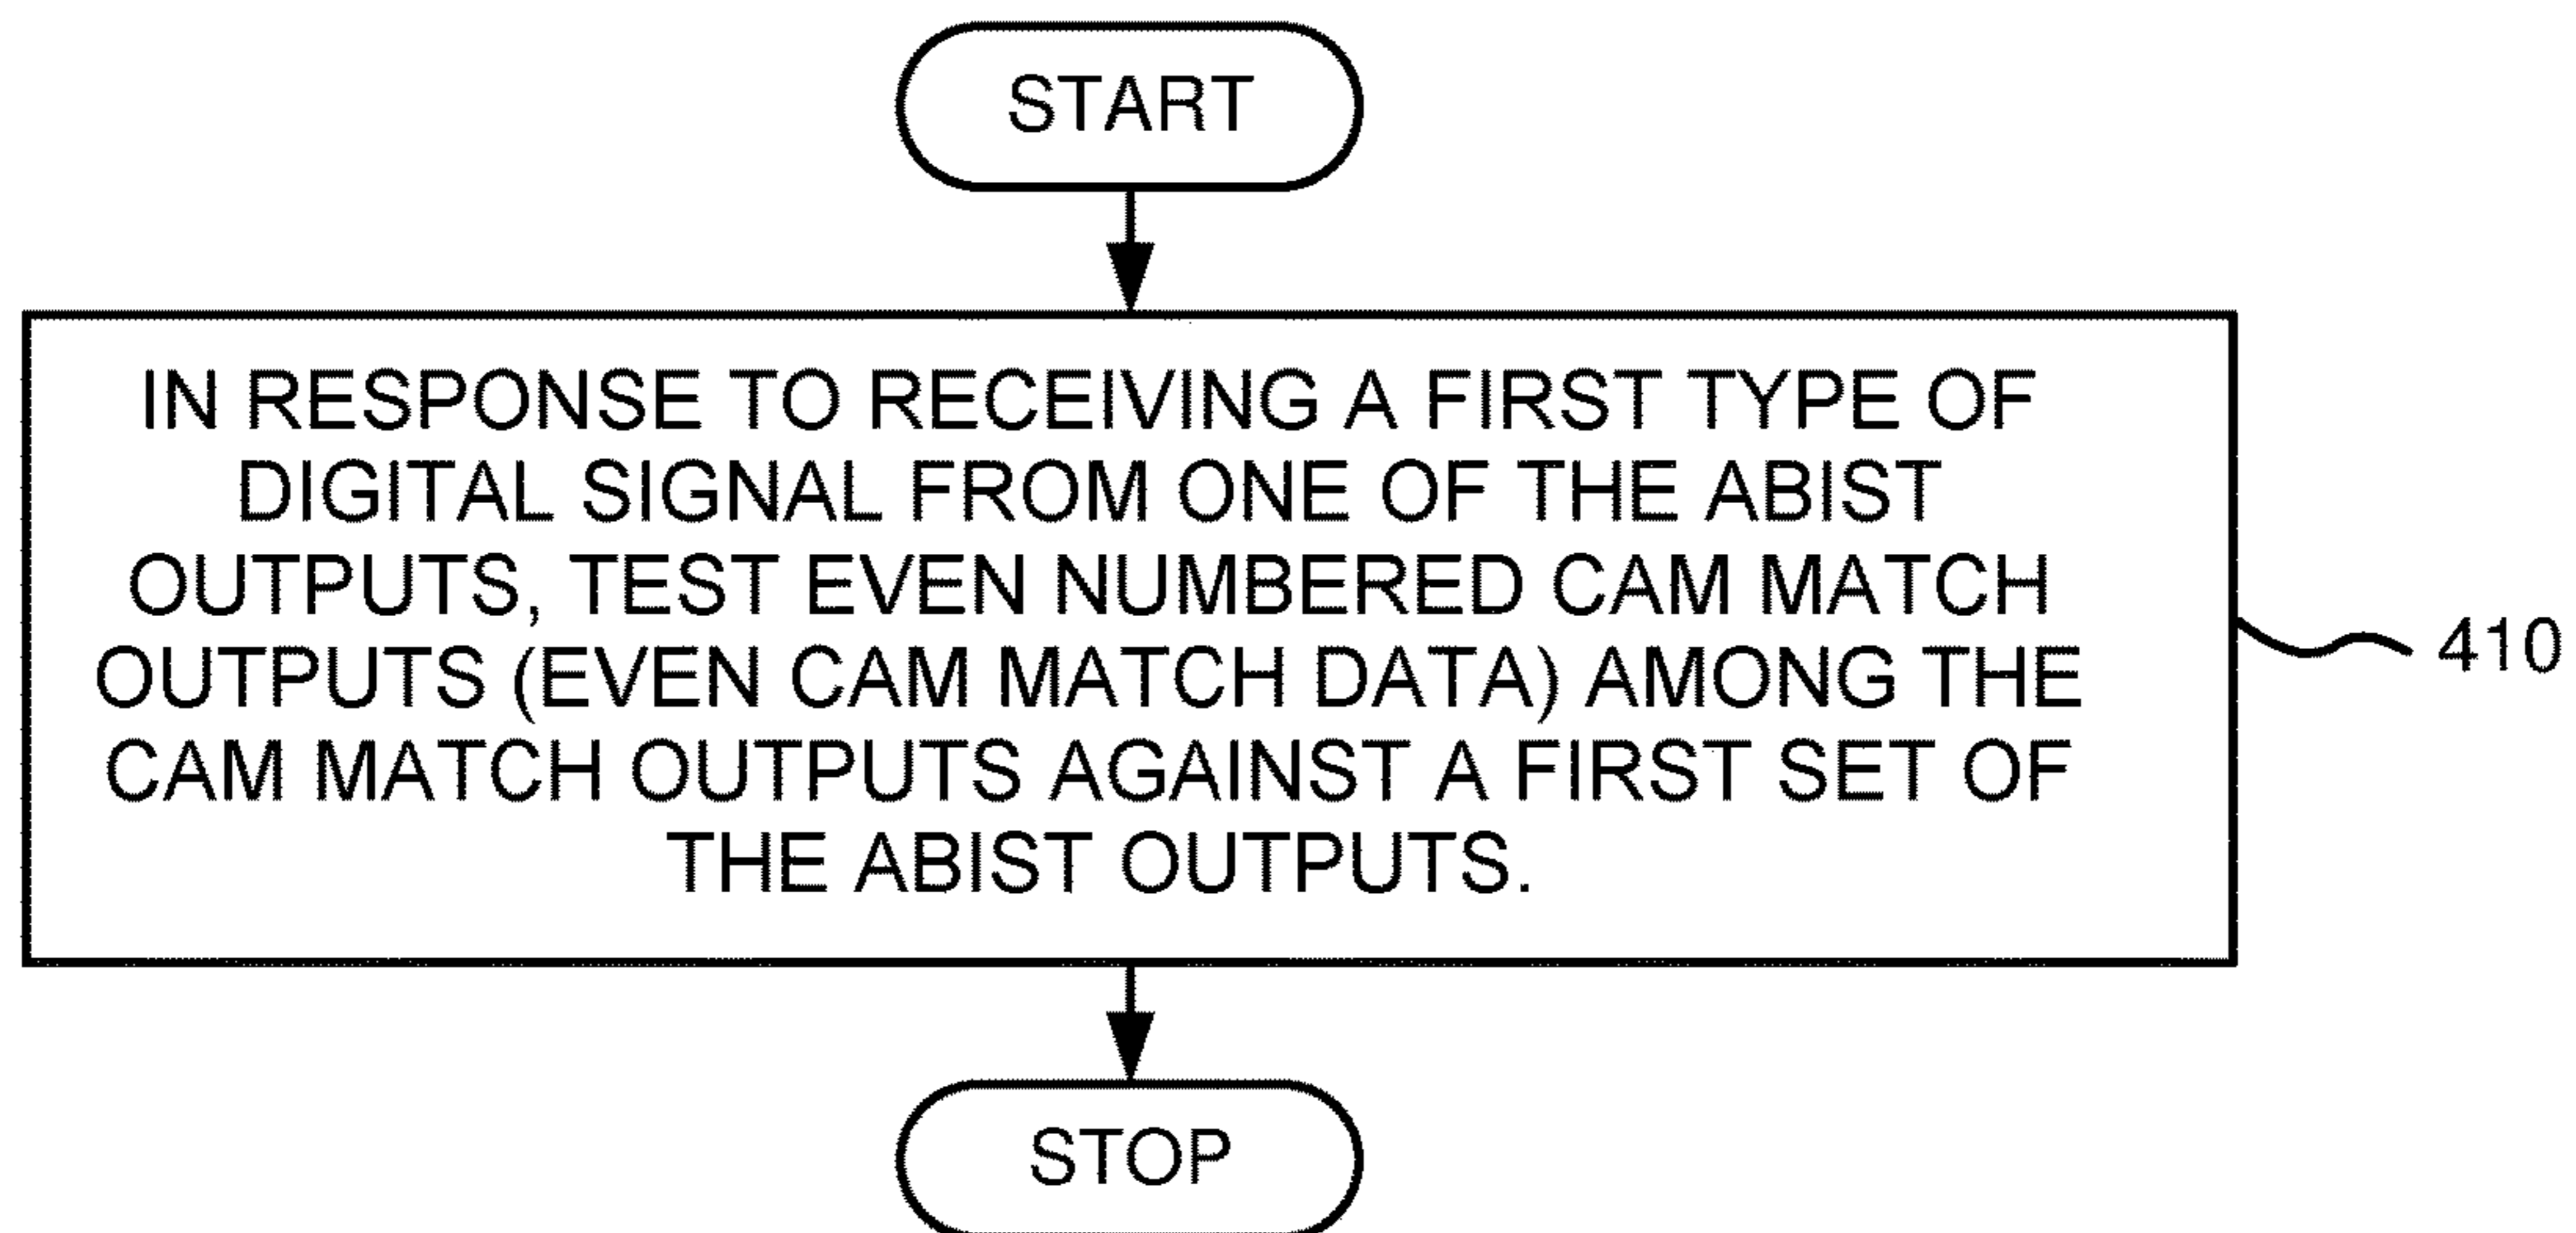 START
IN RESPONSE TO RECEIVING A FIRST TYPE OF
DIGITAL SIGNAL FROM ONE OF THE ABIST
OUTPUTS, TEST EVEN NUMBERED CAM MATCH
OUTPUTS (EVEN CAM MATCH DATA) AMONG THE
CAM MATCH OUTPUTS AGAINST A FIRST SET OF
THE ABIST OUTPUTS.
410
STOP